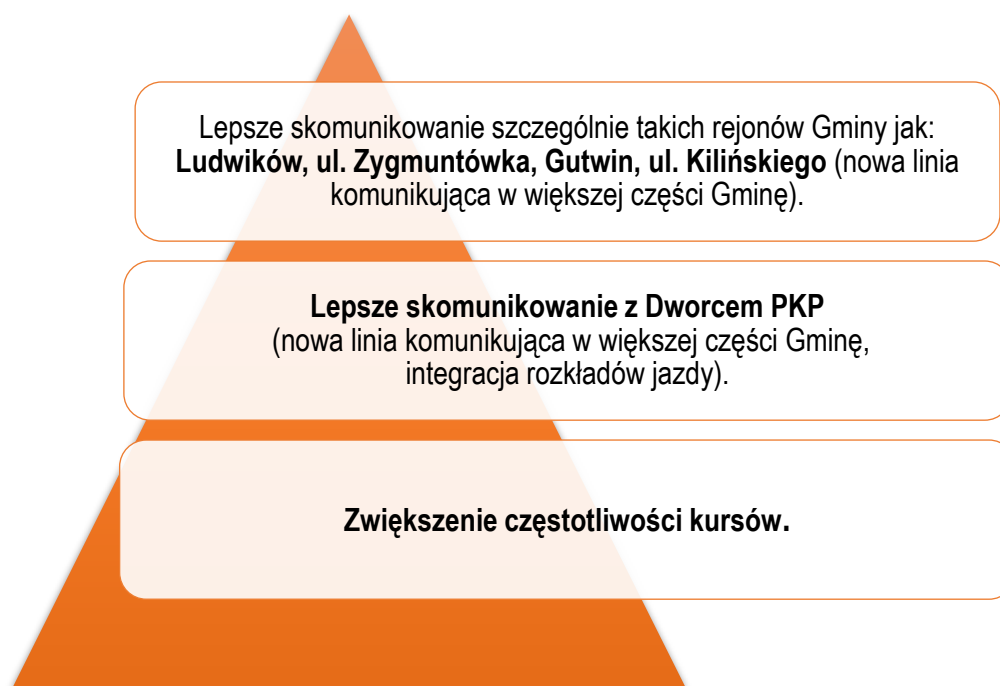 Lepsze skomunikowanie szczególnie takich rejonów Gminy jak:
Ludwików, ul. Zygmuntówka, Gutwin, ul. Kilińskiego (nowa linia
komunikująca w większej części Gminę).
Lepsze skomunikowanie z Dworcem PKP
(nowa linia komunikująca w większej części Gminę,
integracja rozkładów jazdy).
Zwiększenie częstotliwości kursów.